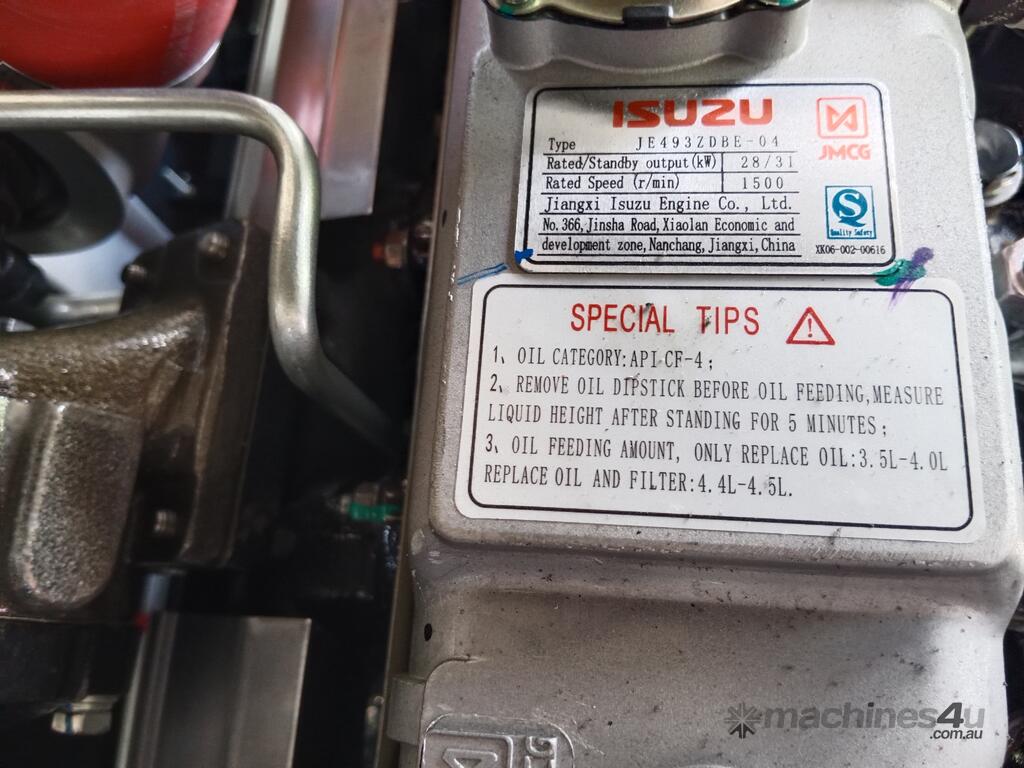 ISUZU
Type JE493ZDBE-04
JMCG
Rated/Standby output(kW) 28/31
Rated Speed (r/min) 1500
Jiangxi Isuzu Engine Co., Ltd.
No.366, Jinsha Road, Xiaolan Economic and
development zone, Nanchang, Jiangxi, China
Quality Safety
XK06-002-00616
SPECIAL TIPS
1、OIL CATEGORY:API CF-4;
2、REMOVE OIL DIPSTICK BEFORE OIL FEEDING,MEASURE
LIQUID HEIGHT AFTER STANDING FOR 5 MINUTES;
3、OIL FEEDING AMOUNT, ONLY REPLACE OIL:3.5L-4.0L
REPLACE OIL AND FILTER:4.4L-4.5L.
machines4u
.com.au